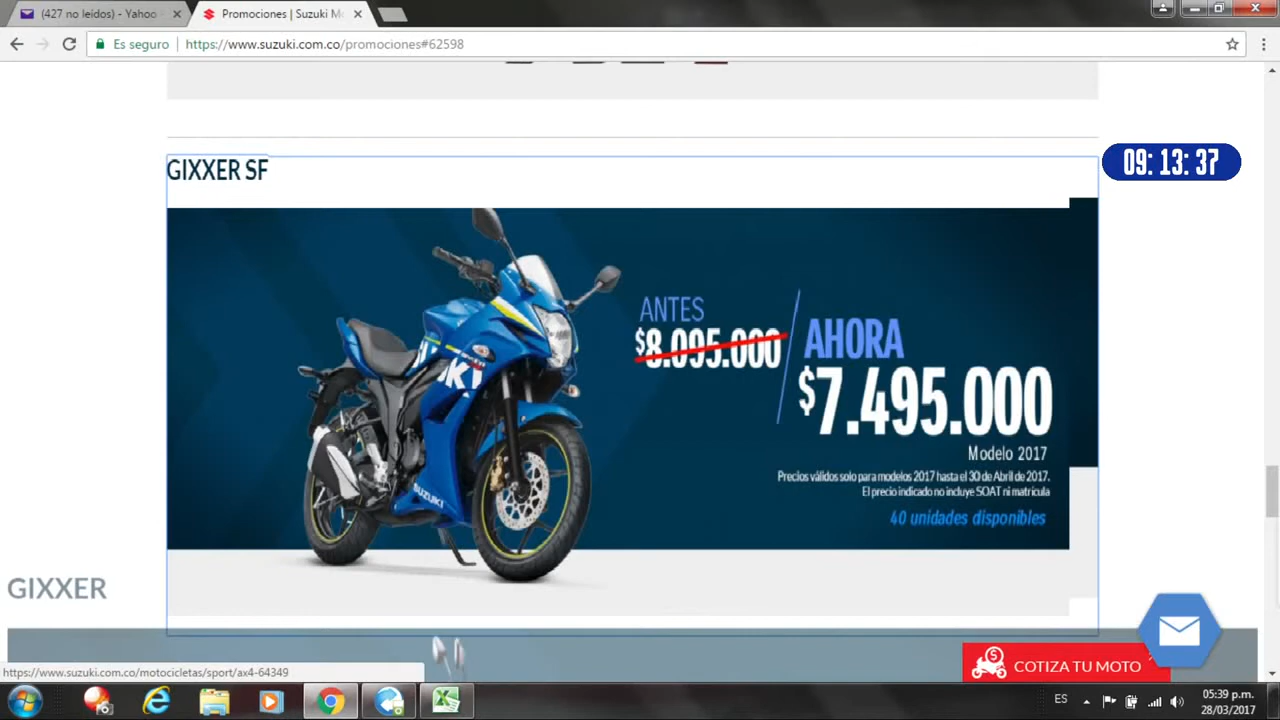 (427 no leídos) - Yahoo
Promociones | Suzuki Mo
Es seguro
https://www.suzuki.com.co/promociones#62598
GIXXER SF
09: 13: 37
ANTES
$8.095.000
AHORA
$7.495.000
Modelo 2017
Precios válidos solo para modelos 2017 hasta el 30 de Abril de 2017.
El precio indicado no incluye SOAT ni matricula
40 unidades disponibles
SUZUKI
GIXXER
COTIZA TU MOTO
https://www.suzuki.com.co/motocicletas/sport/ax4-64349
ES
05:39 p.m.
28/03/2017